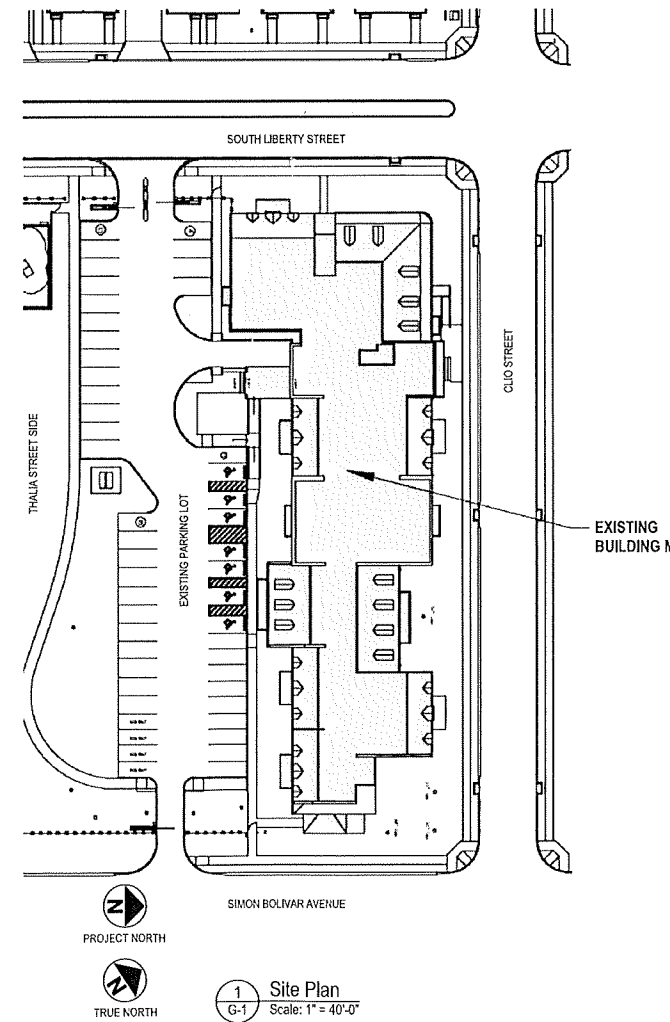 SOUTH LIBERTY STREET
CLIO STREET
THALIA STREET SIDE
EXISTING PARKING LOT
EXISTING
BUILDING M
SIMON BOLIVAR AVENUE
N
PROJECT NORTH
N
TRUE NORTH
1
G-1
Site Plan
Scale: 1" = 40'-0"